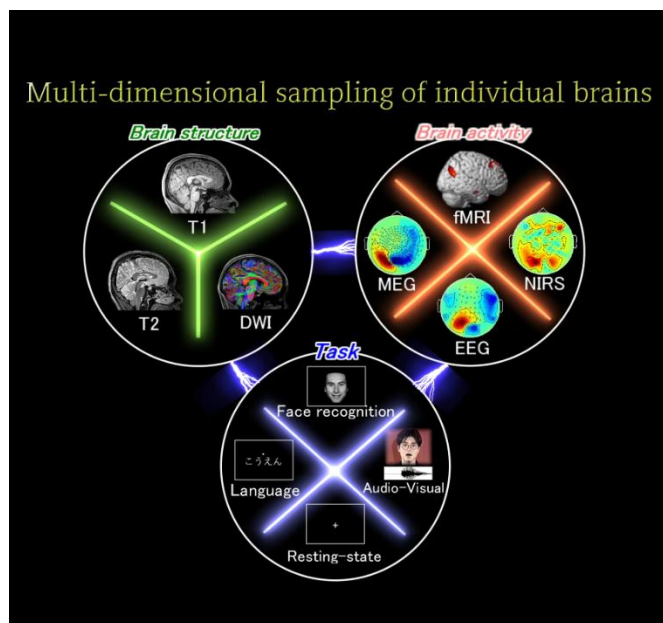 Multi-dimensional sampling of individual brains
Brain structure
T1
T2
DWI
Brain activity
fMRI
MEG
NIRS
EEG
Task
Face recognition
こうえん
Language
Audio-Visual
+
Resting-state